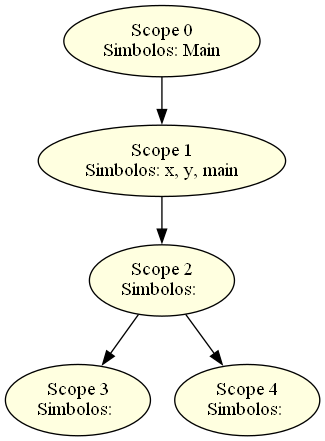 Scope 0
Simbolos: Main
Scope 1
Simbolos: x, y, main
Scope 2
Simbolos:
Scope 3
Simbolos:
Scope 4
Simbolos: